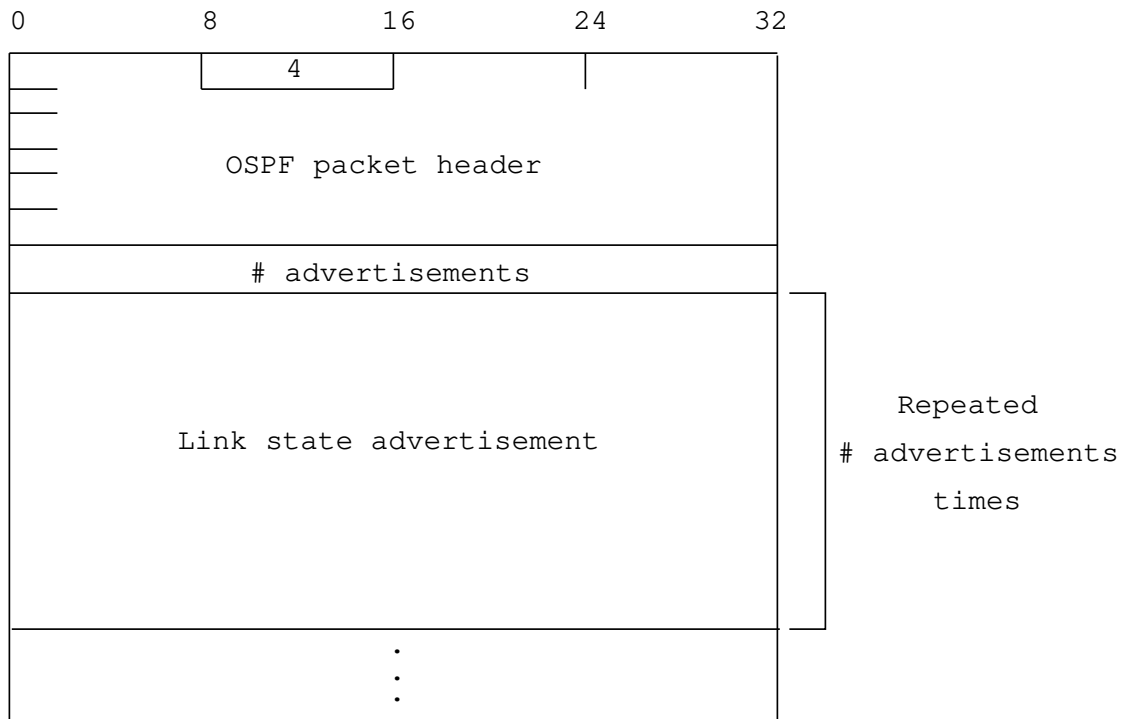 0 8 16 24 32
4
OSPF packet header
# advertisements
Link state advertisement
Repeated
# advertisements
times
.
.
.